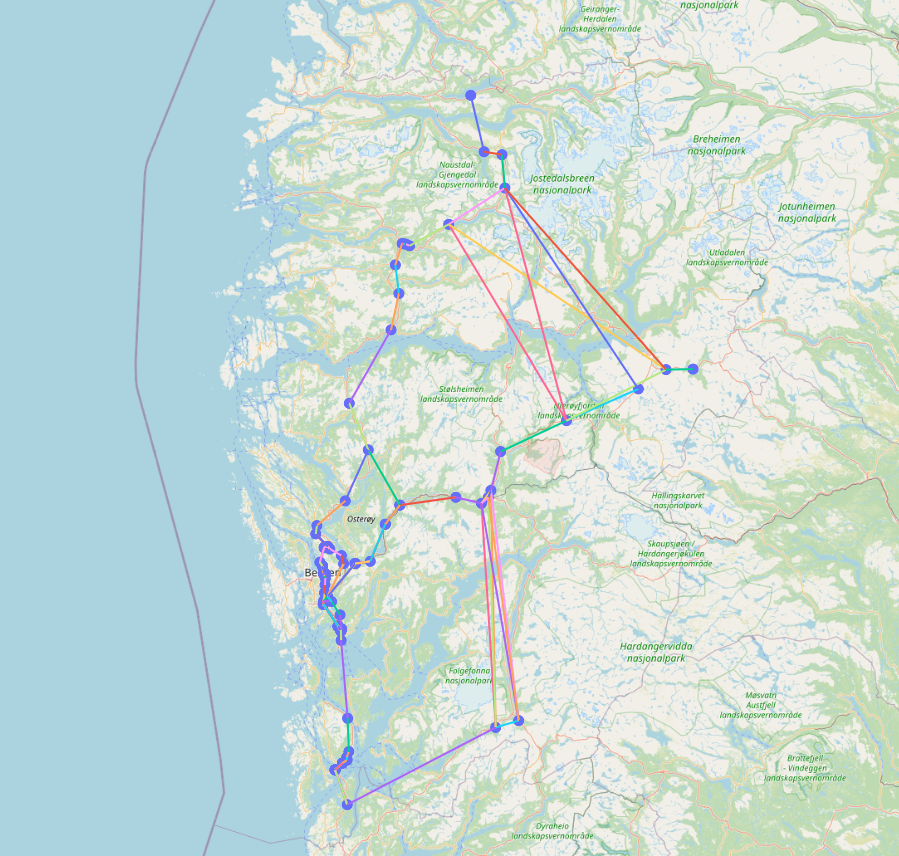 nasjonalpark
Geiranger-
Herdalen
landskapsvernområde
Breheimen
nasjonalpark
Naustdal-
Gjengedal
landskapsvernområde
Jostedalsbreen
nasjonalpark
Jotunheimen
nasjonalpark
Utladalen
landskapsvernområde
Stølsheimen
landskapsvernområde
Hallingskarvet
nasjonalpark
Osterøy
Skaupsjøen/
Hardangerjøkulen
landskapsvernområde
Hardangervidda
nasjonalpark
Folgefonna
nasjonalpark
Møsvatn
Austfjell
landskapsvernområde
Brattefjell
- Vindeggen
landskapsvernområde
Dyraheio
landskapsvernområde